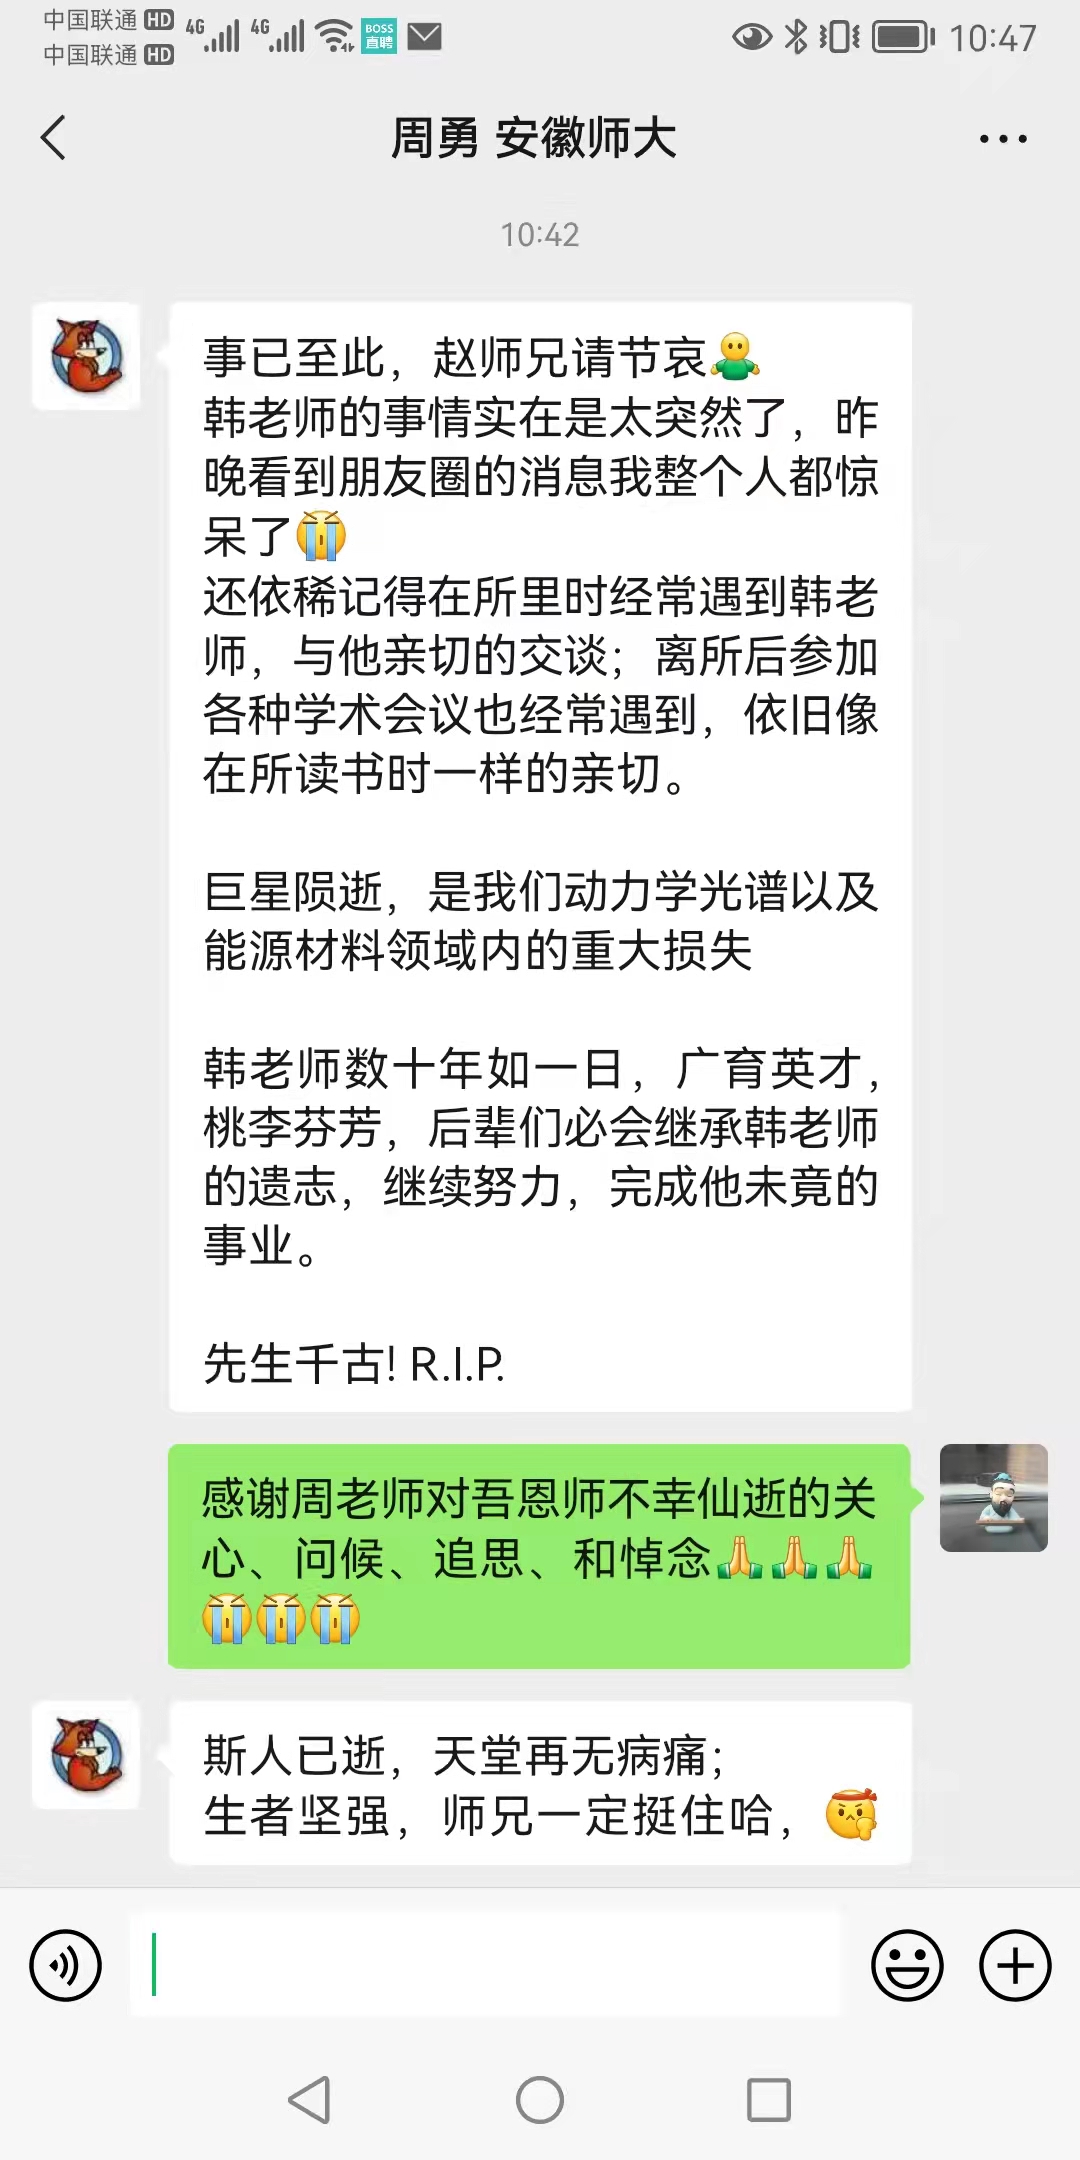 中国联通 HD 4G 4G BOSS直聘 10:47
中国联通 HD
周勇 安徽师大
10:42
事已至此，赵师兄请节哀
韩老师的事情实在是太突然了，昨
晚看到朋友圈的消息我整个人都惊
呆了😭
还依稀记得在所里时经常遇到韩老
师，与他亲切的交谈；离所后参加
各种学术会议也经常遇到，依旧像
在所读书时一样的亲切。
巨星陨逝，是我们动力学光谱以及
能源材料领域内的重大损失
韩老师数十年如一日，广育英才，
桃李芬芳，后辈们必会继承韩老师
的遗志，继续努力，完成他未竟的
事业。
先生千古! R.I.P.
感谢周老师对吾恩师不幸仙逝的关
心、问候、追思、和悼念🙏🙏🙏
😭😭😭
斯人已逝，天堂再无病痛；
生者坚强，师兄一定挺住哈，